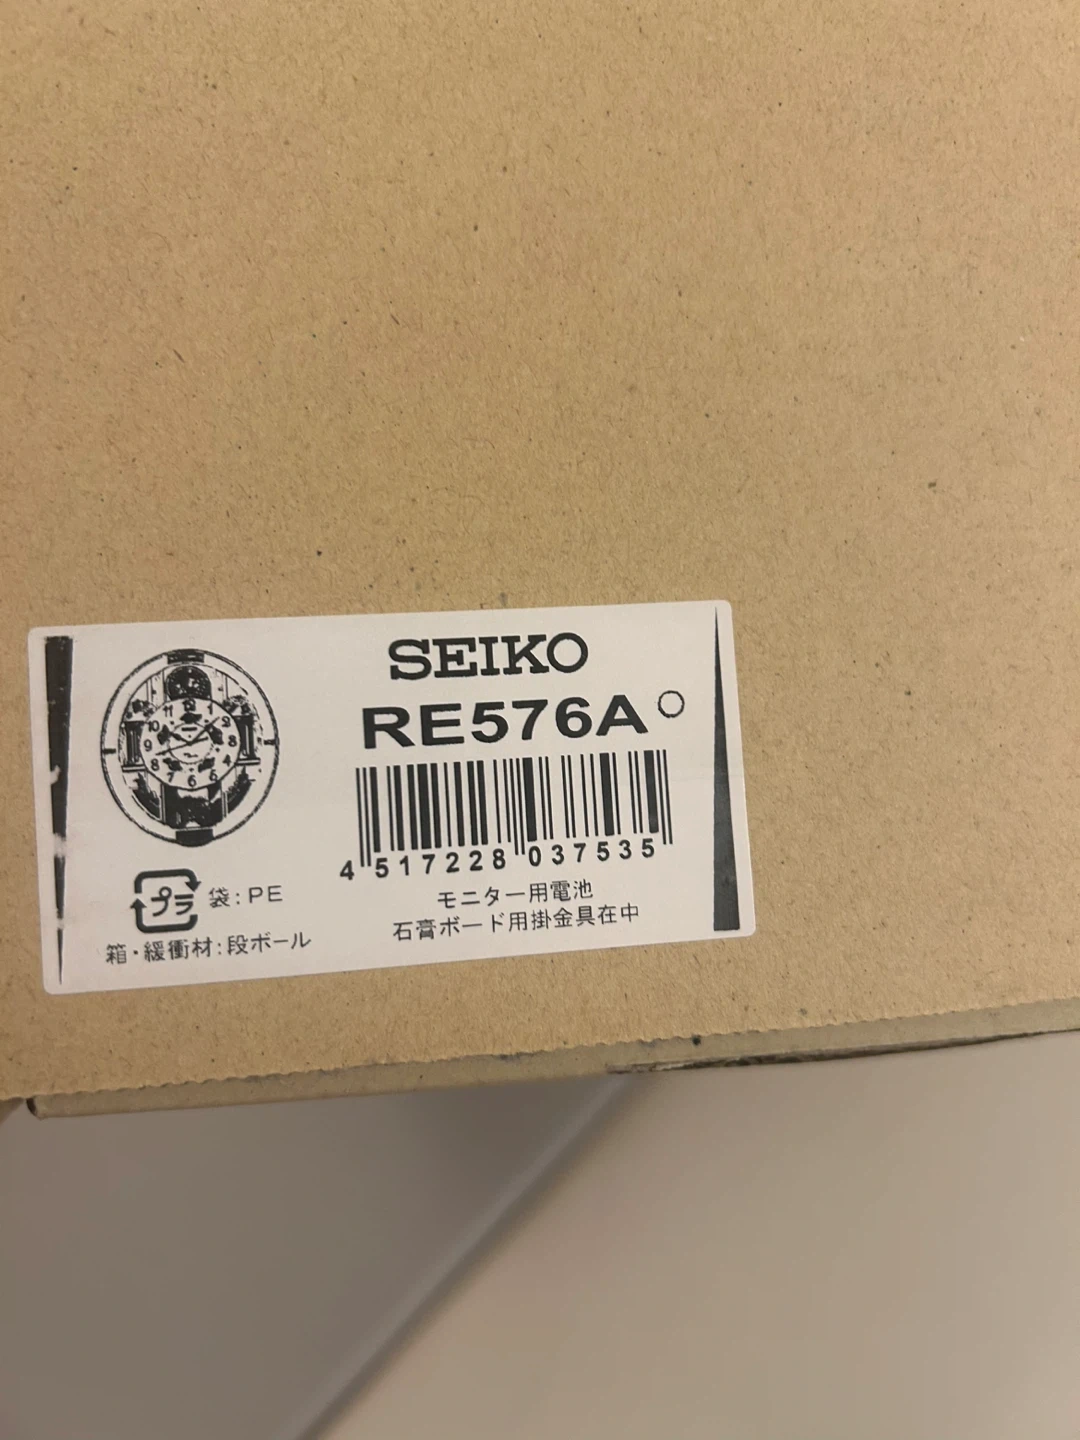 SEIKO
RE576A
4 517228 037535
モニター用電池
石膏ボード用掛金具在中
プラ 袋:PE
箱・緩衝材:段ボール